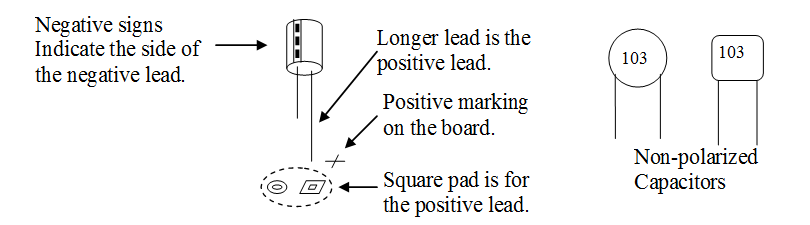 Negative signs
Indicate the side of
the negative lead.
Longer lead is the
positive lead.
Positive marking
on the board.
Square pad is for
the positive lead.
103
103
Non-polarized
Capacitors